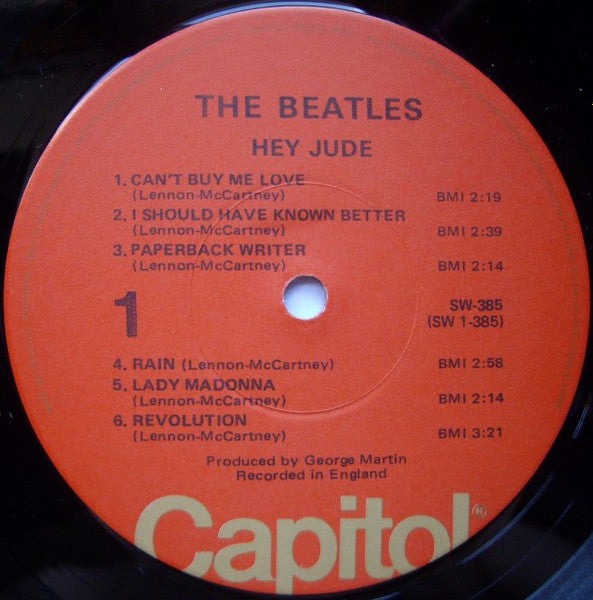 THE BEATLES
HEY JUDE
1. CAN'T BUY ME LOVE
(Lennon-McCartney) BMI 2:19
2. I SHOULD HAVE KNOWN BETTER
(Lennon-McCartney) BMI 2:39
3. PAPERBACK WRITER
(Lennon-McCartney) BMI 2:14
1
SW-385
(SW 1-385)
4. RAIN (Lennon-McCartney) BMI 2:58
5. LADY MADONNA
(Lennon-McCartney) BMI 2:14
6. REVOLUTION
(Lennon-McCartney) BMI 3:21
Produced by George Martin
Recorded in England
Capitol